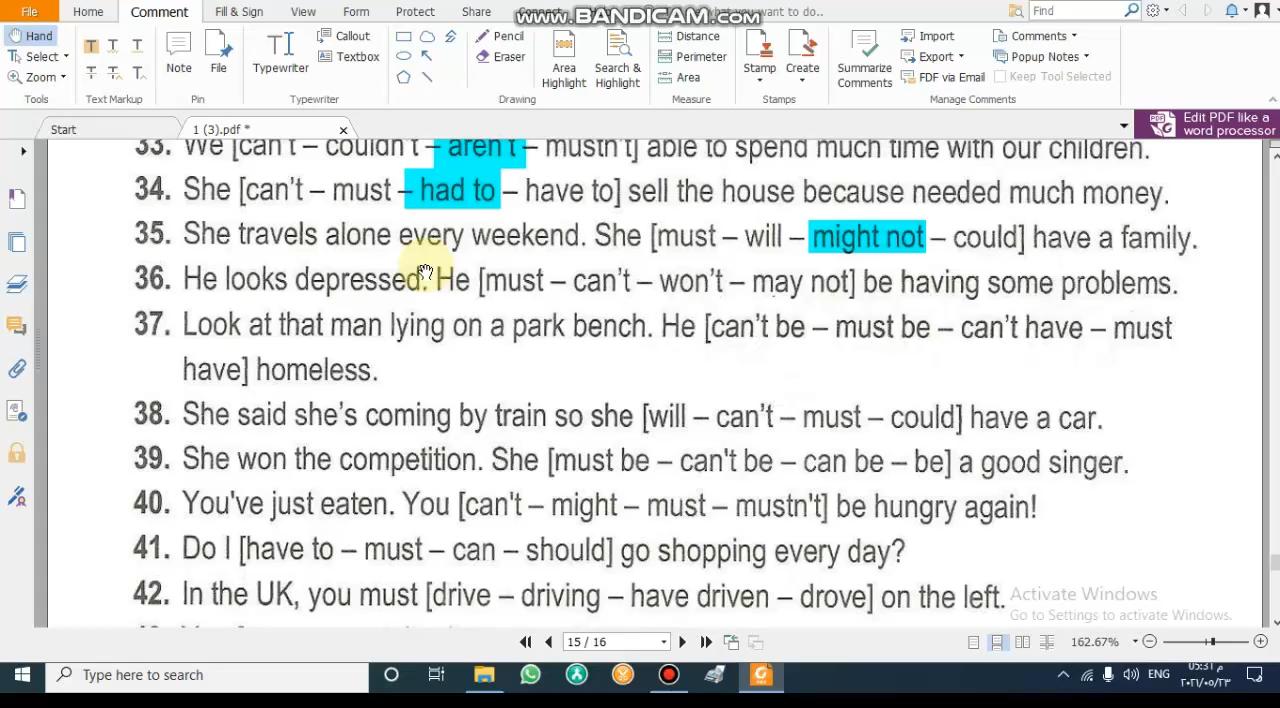 www.BANDICAM.com
File Home Comment Fill & Sign View Form Protect Share Connect what you want to do.. Find
Hand
Select
Zoom
Tools
Text Markup
Note
File
Pin
Typewriter
Callout
Textbox
Typewriter
Pencil
Eraser
Drawing
Area Highlight
Search & Highlight
Distance
Perimeter
Area
Measure
Stamp
Create
Stamps
Summarize Comments
Import
Export
FDF via Email
Comments
Popup Notes
Keep Tool Selected
Manage Comments
Start
1 (3).pdf *
Edit PDF like a
word processor
33. We [can't – couldn't – aren't – mustn't] able to spend much time with our children.
34. She [can't – must – had to – have to] sell the house because needed much money.
35. She travels alone every weekend. She [must – will – might not – could] have a family.
36. He looks depressed. He [must – can't – won't – may not] be having some problems.
37. Look at that man lying on a park bench. He [can't be – must be – can't have – must
have] homeless.
38. She said she's coming by train so she [will – can't – must – could] have a car.
39. She won the competition. She [must be – can't be – can be – be] a good singer.
40. You've just eaten. You [can't – might – must – mustn't] be hungry again!
41. Do I [have to – must – can – should] go shopping every day?
42. In the UK, you must [drive – driving – have driven – drove] on the left.
Activate Windows
Go to Settings to activate Windows.
15 / 16
162.67%
Type here to search
ENG
٠٥:٣١ م
٢٠٢١/٠٥/٢٣